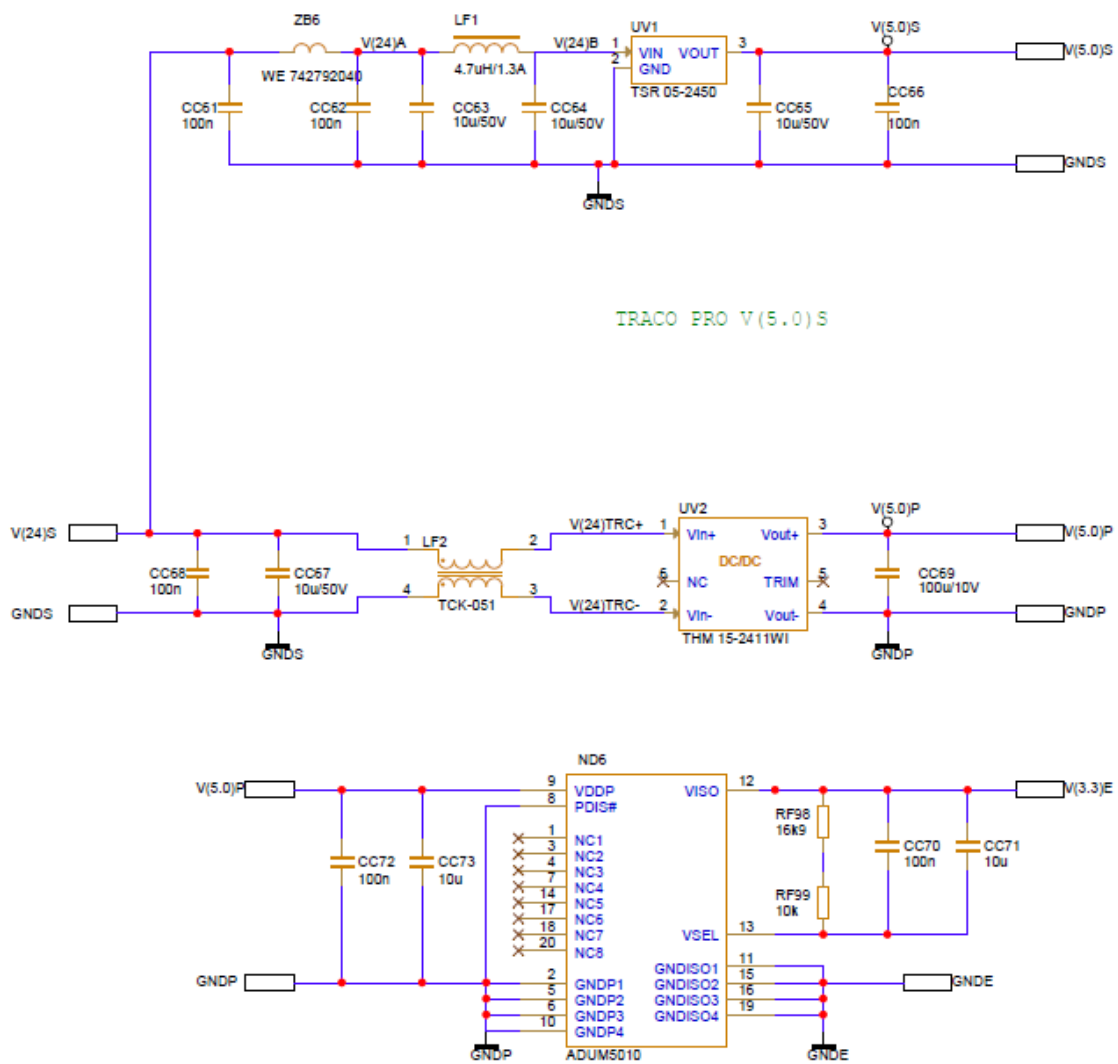 ZB6
LF1
UV1
V(24)A
V(24)B
1
VIN
VOUT
3
V(5.0)S
V(5.0)S
2
GND
WE 742792040
4.7uH/1.3A
TSR 05-2450
CC61
100n
CC62
100n
CC63
10u/50V
CC64
10u/50V
CC65
10u/50V
CC66
100n
GNDS
GNDS
TRACO PRO V(5.0)S
V(24)S
GNDS
CC68
100n
CC67
10u/50V
GNDS
1
LF2
2
4
3
TCK-051
V(24)TRC+
V(24)TRC-
UV2
1
Vin+
Vout+
3
DC/DC
6
NC
TRIM
5
2
Vin-
Vout-
4
THM 15-2411WI
V(5.0)P
V(5.0)P
CC69
100u/10V
GNDP
GNDP
ND6
V(5.0)P
9
VDDP
VISO
12
V(3.3)E
8
PDIS#
1
NC1
3
NC2
4
NC3
7
NC4
14
NC5
17
NC6
18
NC7
20
NC8
CC72
100n
CC73
10u
RF98
16k9
RF99
10k
CC70
100n
CC71
10u
VSEL
13
GNDP
2
GNDP1
5
GNDP2
6
GNDP3
10
GNDP4
GNDISO1
11
GNDISO2
15
GNDISO3
16
GNDISO4
19
GNDE
GNDP
ADUM5010
GNDE